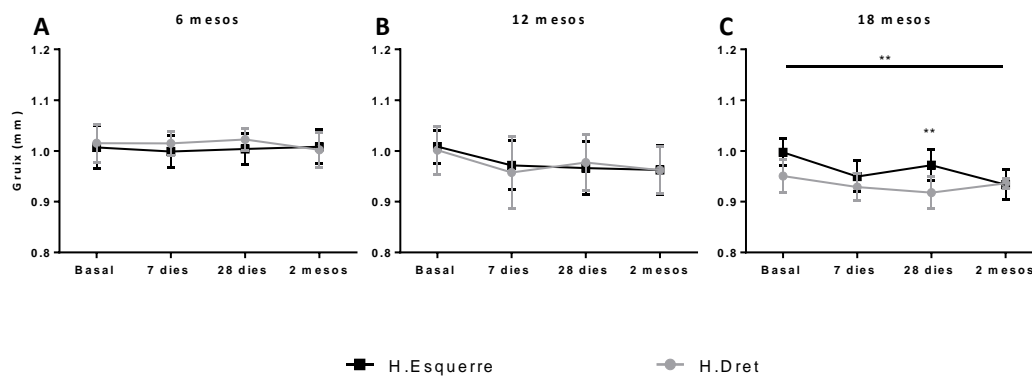 A
6 mesos
Gruix (mm)
1.2
1.1
1.0
0.9
0.8
Basal
7 dies
28 dies
2 mesos
B
12 mesos
1.2
1.1
1.0
0.9
0.8
Basal
7 dies
28 dies
2 mesos
C
18 mesos
1.2
1.1
1.0
0.9
0.8
**
**
Basal
7 dies
28 dies
2 mesos
H.Esquerre
H.Dret